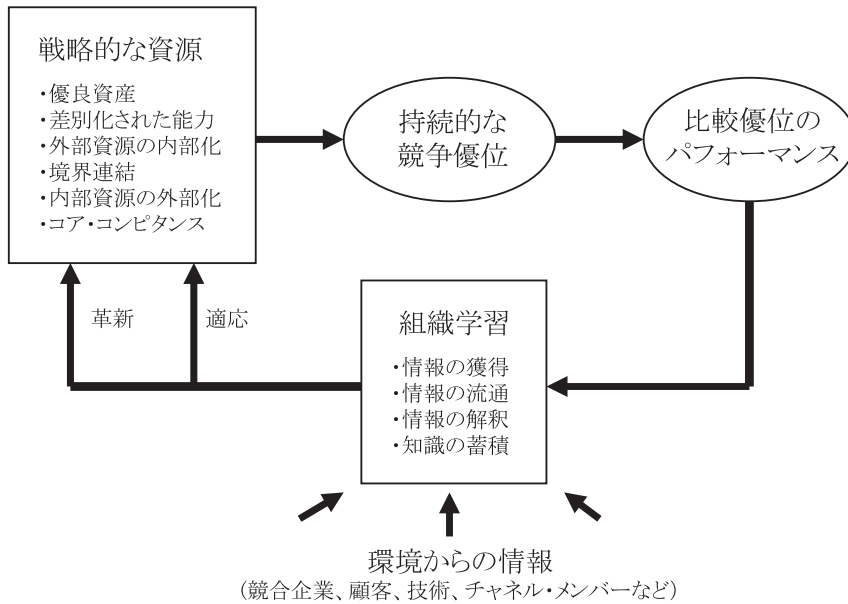 戦略的な資源
・優良資産
・差別化された能力
・外部資源の内部化
・境界連結
・内部資源の外部化
・コア・コンピタンス
持続的な
競争優位
比較優位の
パフォーマンス
革新
適応
組織学習
・情報の獲得
・情報の流通
・情報の解釈
・知識の蓄積
環境からの情報
(競合企業、顧客、技術、チャネル・メンバーなど)